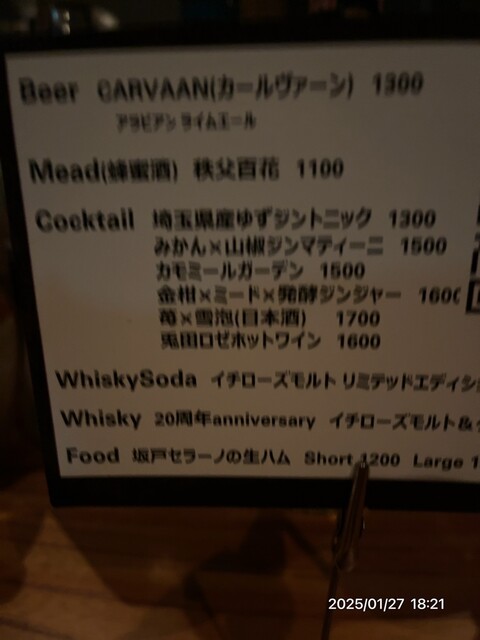 Beer CARVAAN(カールヴァーン) 1300
アラビアンライムエール
Mead(蜂蜜酒) 秩父百花 1100
Cocktail 埼玉県産ゆずジントニック 1300
みかん×山椒ジンマティーニ 1500
カモミールガーデン 1500
金柑×ミード×発酵ジンジャー 1600
苺×雪泡(日本酒) 1700
兎田ロゼホットワイン 1600
WhiskySoda イチローズモルト リミテッドエディシ
Whisky 20周年anniversary イチローズモルト&
Food 坂戸セラーノの生ハム Short 1200 Large 1
2025/01/27 18:21